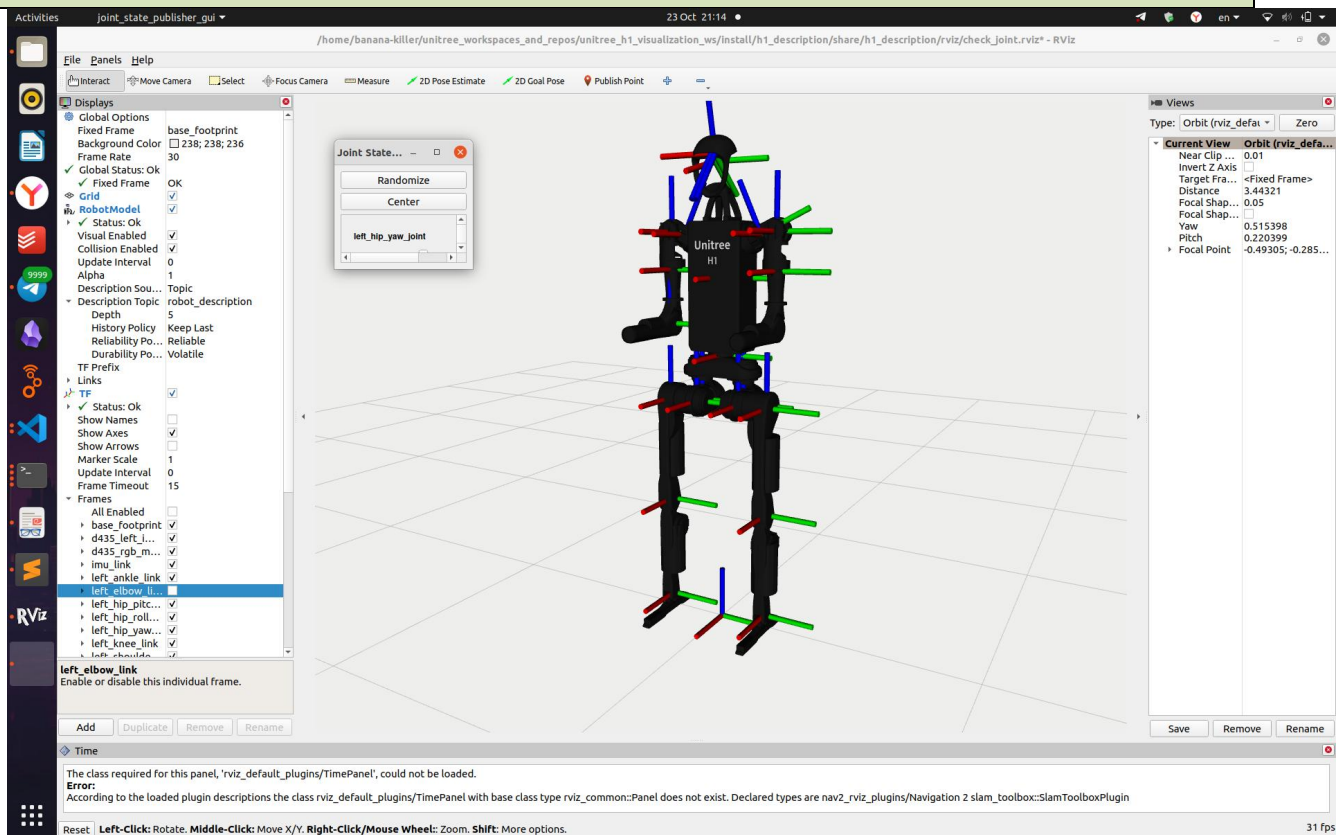 Activities joint_state_publisher_gui 23 Oct 21:14 en
/home/banana-killer/unitree_workspaces_and_repos/unitree_h1_visualization_ws/install/h1_description/share/h1_description/rviz/check_joint.rviz* - RViz
File Panels Help
Interact Move Camera Select Focus Camera Measure 2D Pose Estimate 2D Goal Pose Publish Point
Displays
Global Options
Fixed Frame base_footprint
Background Color 238; 238; 236
Frame Rate 30
Global Status: Ok
Fixed Frame OK
Grid
RobotModel
Status: Ok
Visual Enabled
Collision Enabled
Update Interval 0
Alpha 1
Description Sou... Topic
Description Topic robot_description
Depth 5
History Policy Keep Last
Reliability Po... Reliable
Durability Po... Volatile
TF Prefix
Links
TF
Status: Ok
Show Names
Show Axes
Show Arrows
Marker Scale 1
Update Interval 0
Frame Timeout 15
Frames
All Enabled
base_footprint
d435_left_i...
d435_rgb_m...
imu_link
left_ankle_link
left_elbow_li...
left_hip_pitc...
left_hip_roll...
left_hip_yaw...
left_knee_link
left_elbow_link
Enable or disable this individual frame.
Add Duplicate Remove Rename
9999
RViz
Joint State...
Randomize
Center
left_hip_yaw_joint
Unitree
H1
Views
Type: Orbit (rviz_defau Zero
Current View Orbit (rviz_defa...
Near Clip ... 0.01
Invert Z Axis
Target Fra... <Fixed Frame>
Distance 3.44321
Focal Shap... 0.05
Focal Shap...
Yaw 0.515398
Pitch 0.220399
Focal Point -0.49305; -0.285...
Save Remove Rename
Time
The class required for this panel, 'rviz_default_plugins/TimePanel', could not be loaded.
Error:
According to the loaded plugin descriptions the class rviz_default_plugins/TimePanel with base class type rviz_common::Panel does not exist. Declared types are nav2_rviz_plugins/Navigation 2 slam_toolbox::SlamToolboxPlugin
Reset Left-Click: Rotate. Middle-Click: Move X/Y. Right-Click/Mouse Wheel:: Zoom. Shift: More options. 31 fps